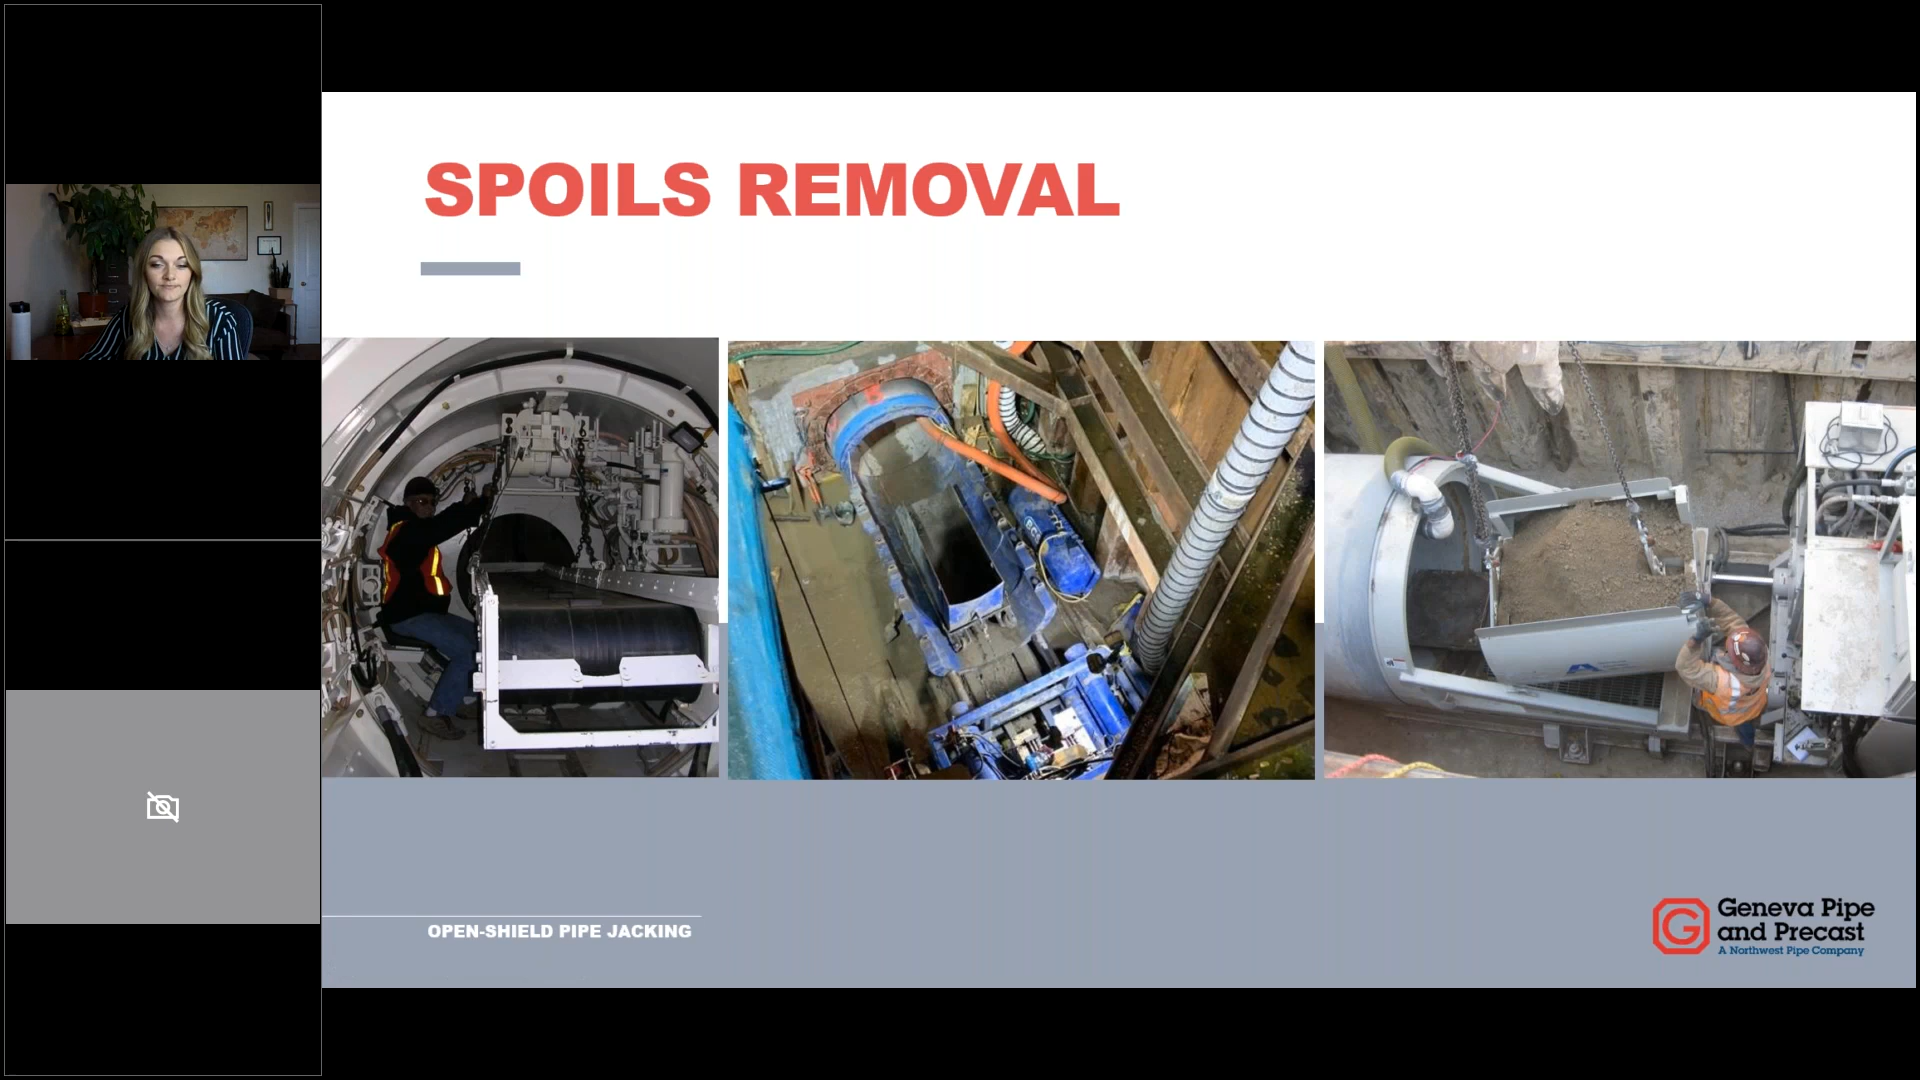 SPOILS REMOVAL
OPEN-SHIELD PIPE JACKING
Geneva Pipe
and Precast
A Northwest Pipe Company